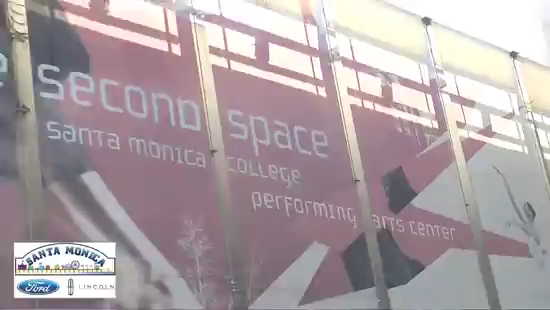 e second space
santa monica college
performing arts center
SANTA MONICA
Ford LINCOLN